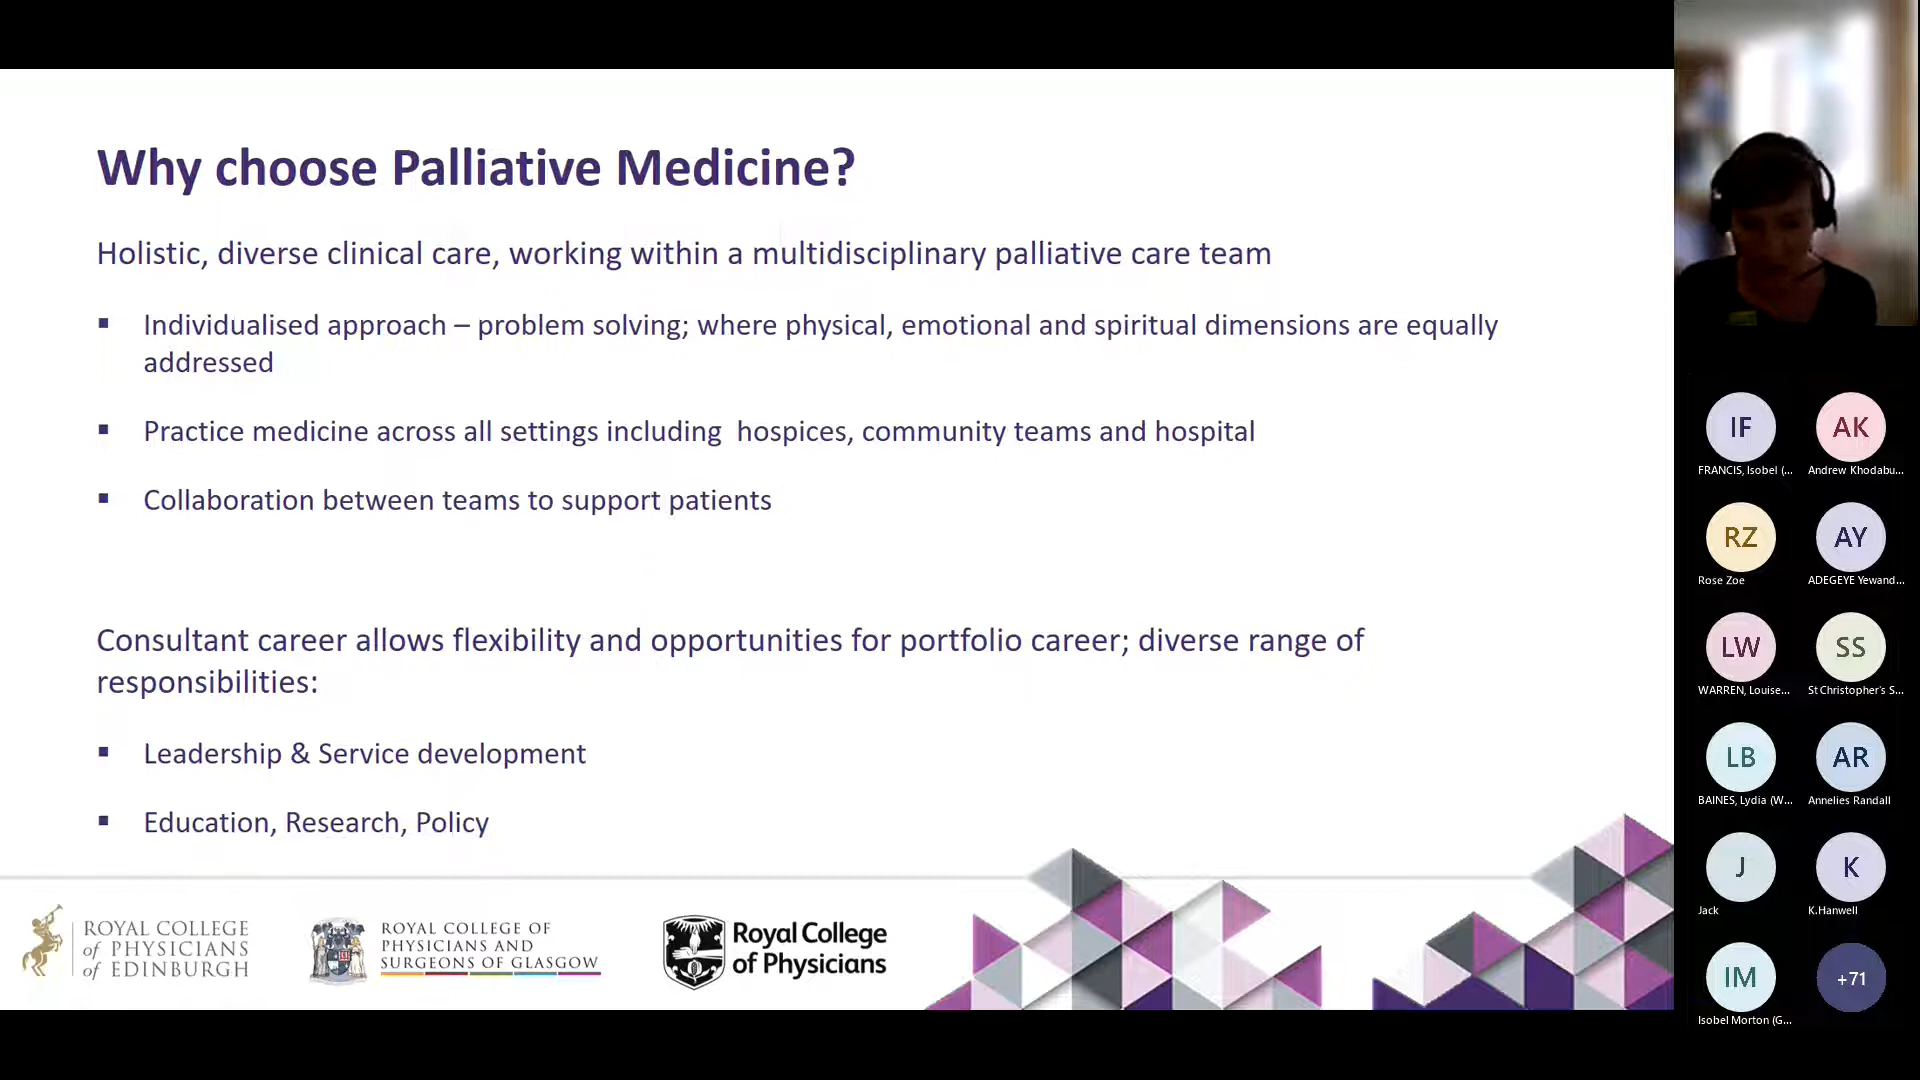 Why choose Palliative Medicine?
Holistic, diverse clinical care, working within a multidisciplinary palliative care team
▪ Individualised approach – problem solving; where physical, emotional and spiritual dimensions are equally
addressed
▪ Practice medicine across all settings including hospices, community teams and hospital
▪ Collaboration between teams to support patients
Consultant career allows flexibility and opportunities for portfolio career; diverse range of
responsibilities:
▪ Leadership & Service development
▪ Education, Research, Policy
ROYAL COLLEGE
of PHYSICIANS
of EDINBURGH
ROYAL COLLEGE OF
PHYSICIANS AND
SURGEONS OF GLASGOW
Royal College
of Physicians
IF
FRANCIS, Isobel (...
AK
Andrew Khodabu...
RZ
Rose Zoe
AY
ADEGEYE Yewand...
LW
WARREN, Louise...
SS
St Christopher's S...
LB
BAINES, Lydia (W...
AR
Annelies Randall
J
Jack
K
K.Hanwell
IM
Isobel Morton (G...
+71